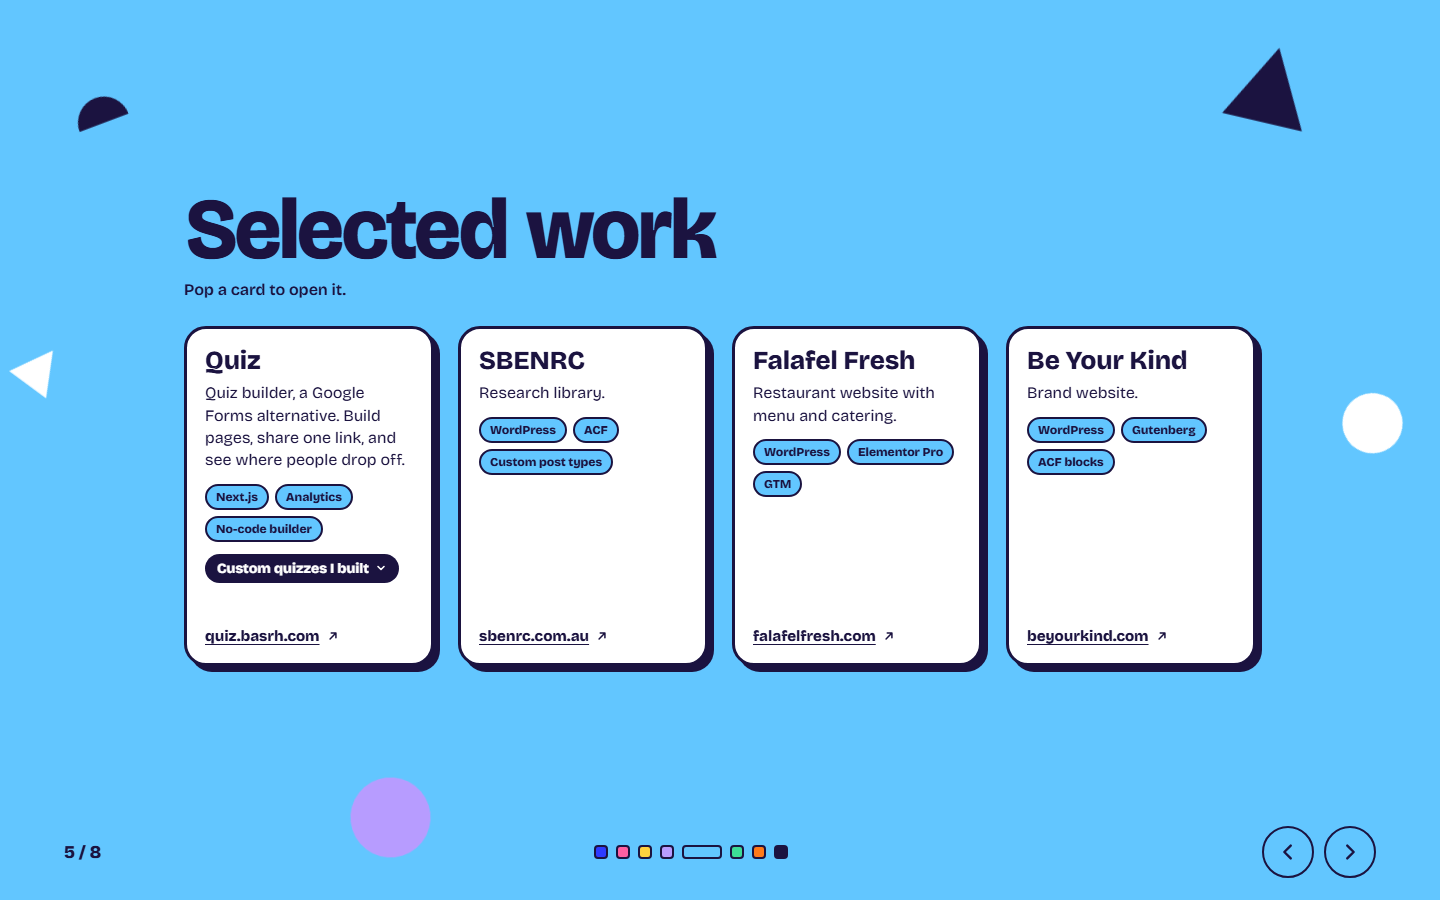 Selected work
Pop a card to open it.
Quiz
Quiz builder, a Google
Forms alternative. Build
pages, share one link, and
see where people drop off.
Next.js
Analytics
No-code builder
Custom quizzes I built
quiz.basrh.com
SBENRC
Research library.
WordPress
ACF
Custom post types
sbenrc.com.au
Falafel Fresh
Restaurant website with
menu and catering.
WordPress
Elementor Pro
GTM
falafelfresh.com
Be Your Kind
Brand website.
WordPress
Gutenberg
ACF blocks
beyourkind.com
5 / 8